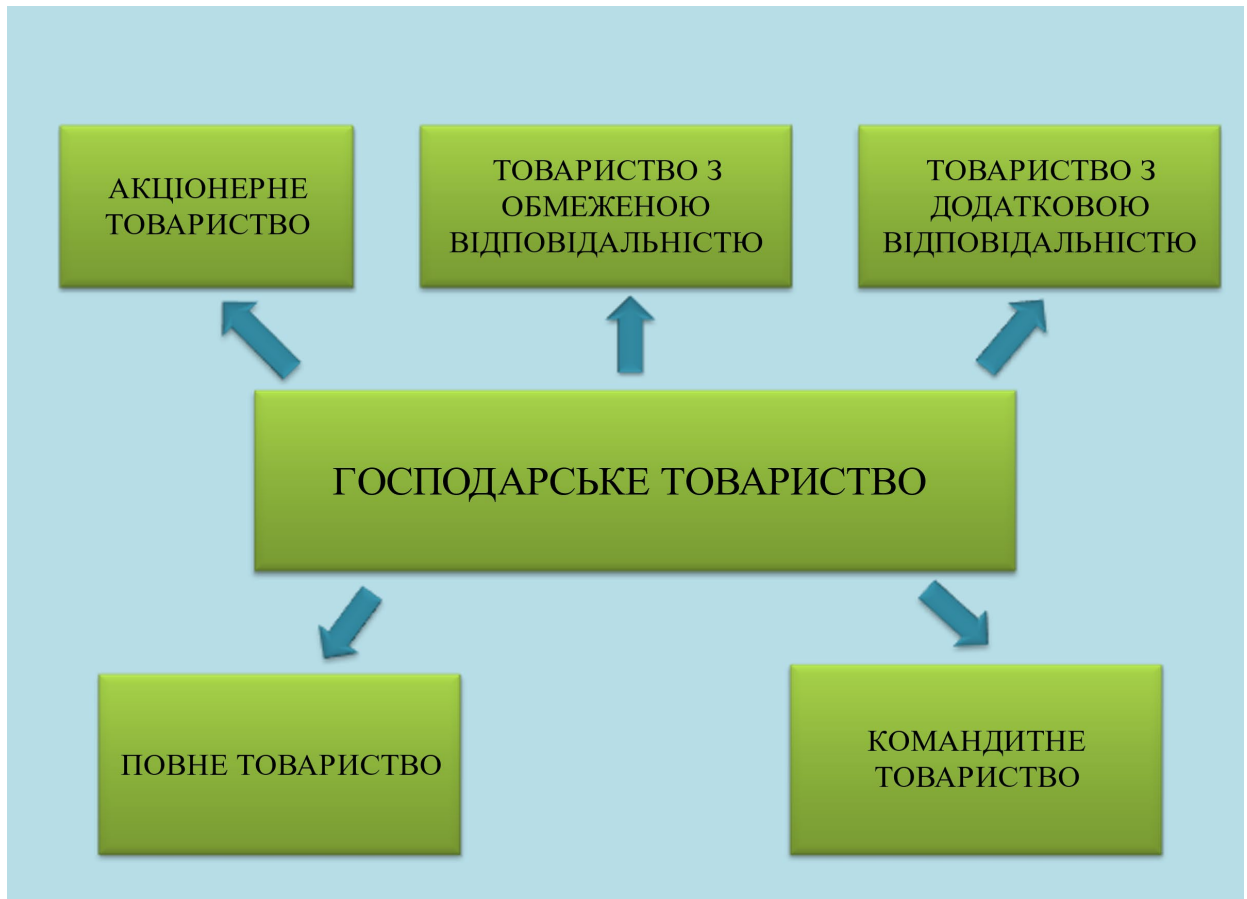 АКЦІОНЕРНЕ
ТОВАРИСТВО
ТОВАРИСТВО З
ОБМЕЖЕНОЮ
ВІДПОВІДАЛЬНІСТЮ
ТОВАРИСТВО З
ДОДАТКОВОЮ
ВІДПОВІДАЛЬНІСТЮ
ГОСПОДАРСЬКЕ ТОВАРИСТВО
ПОВНЕ ТОВАРИСТВО
КОМАНДИТНЕ
ТОВАРИСТВО